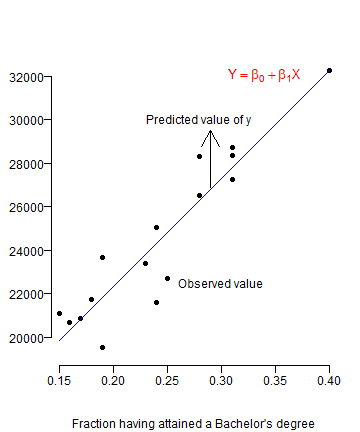 Y = β0 + β1X
32000
Predicted value of y
30000
28000
26000
24000
Observed value
22000
20000
0.15 0.20 0.25 0.30 0.35 0.40
Fraction having attained a Bachelor's degree